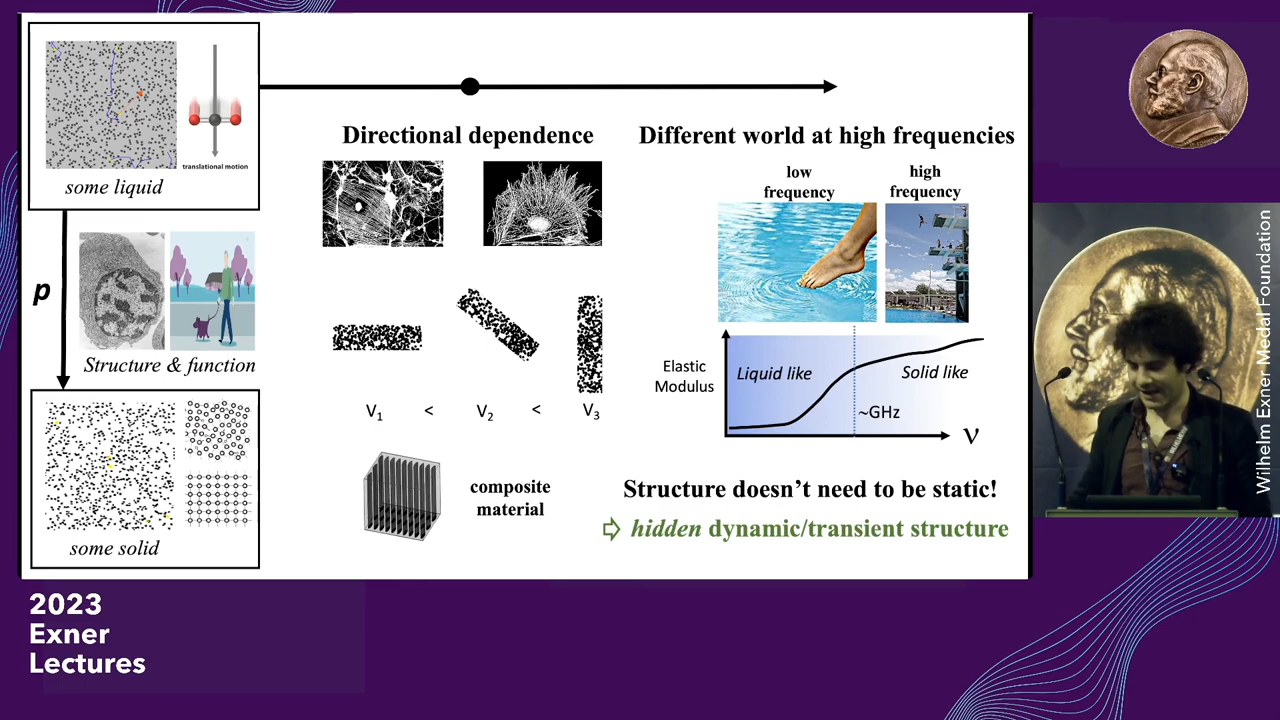 translational motion
some liquid
p
Structure & function
some solid
Directional dependence
V1 < V2 < V3
composite
material
Different world at high frequencies
low
frequency
high
frequency
Elastic
Modulus
Liquid like
Solid like
~GHz
ν
Structure doesn't need to be static!
⇨ hidden dynamic/transient structure
Wilhelm Exner Medal Foundation
2023
Exner
Lectures